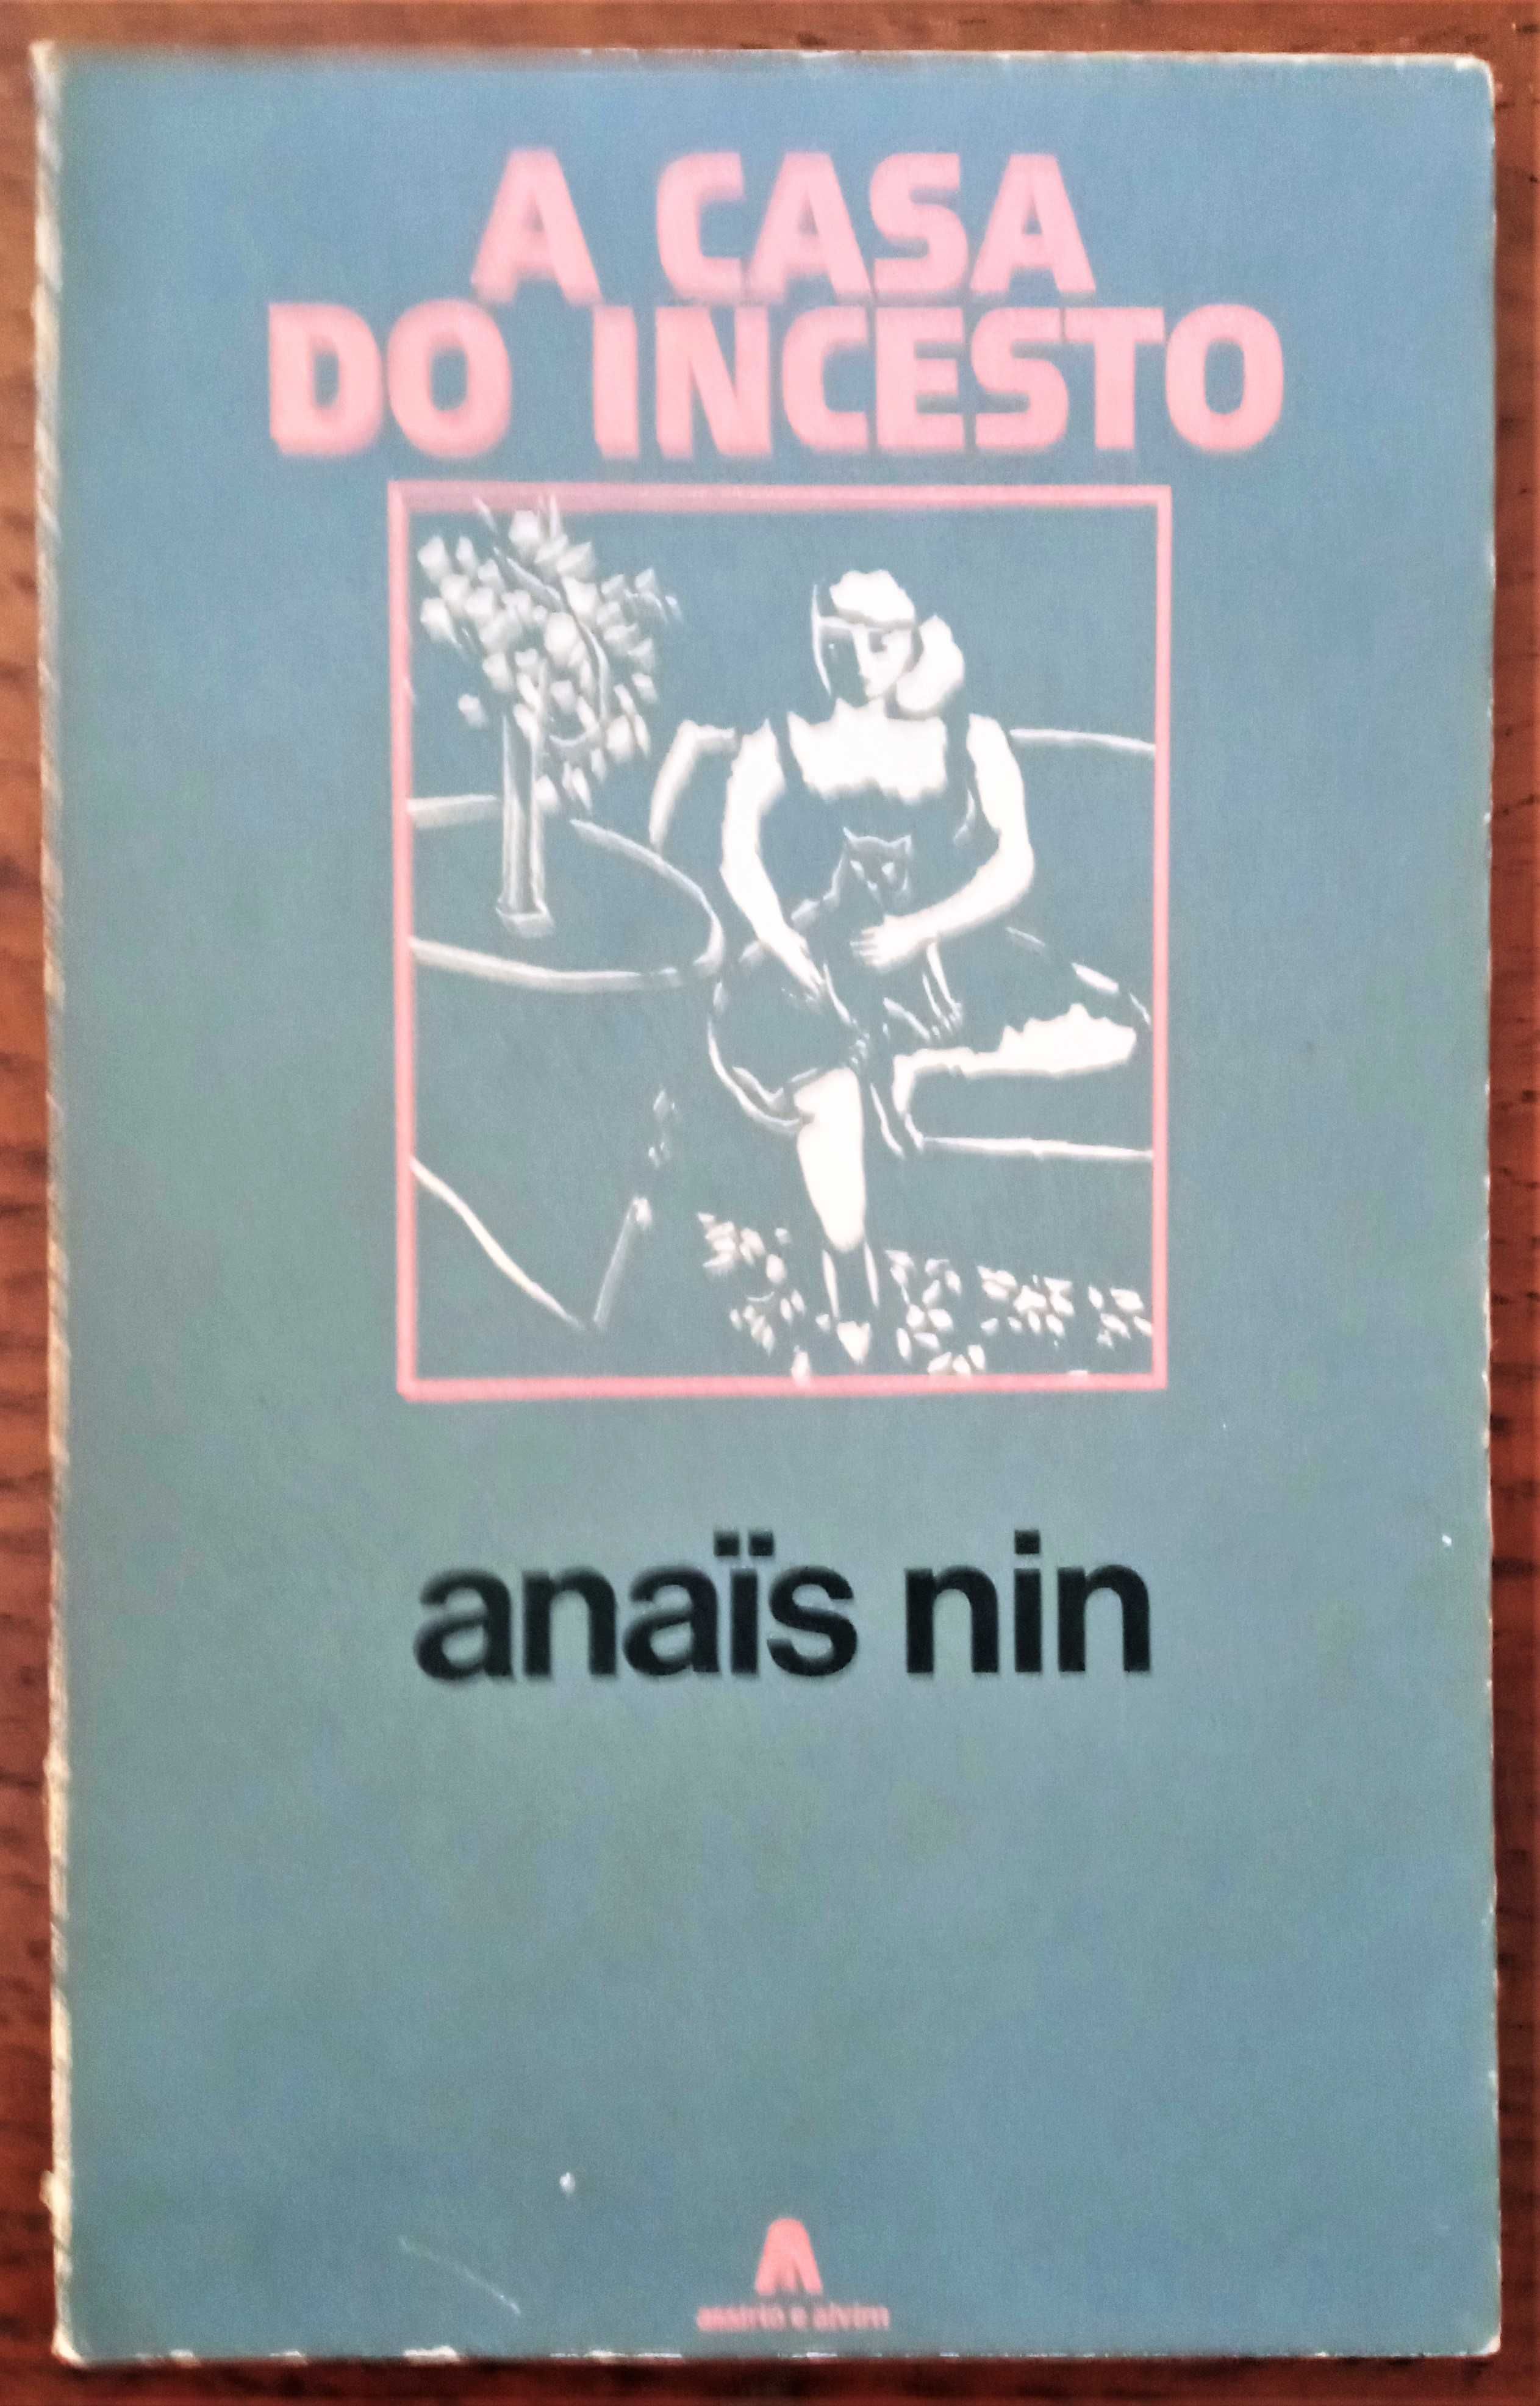 A CASA
DO INCESTO
anaïs nin
assírio e alvim